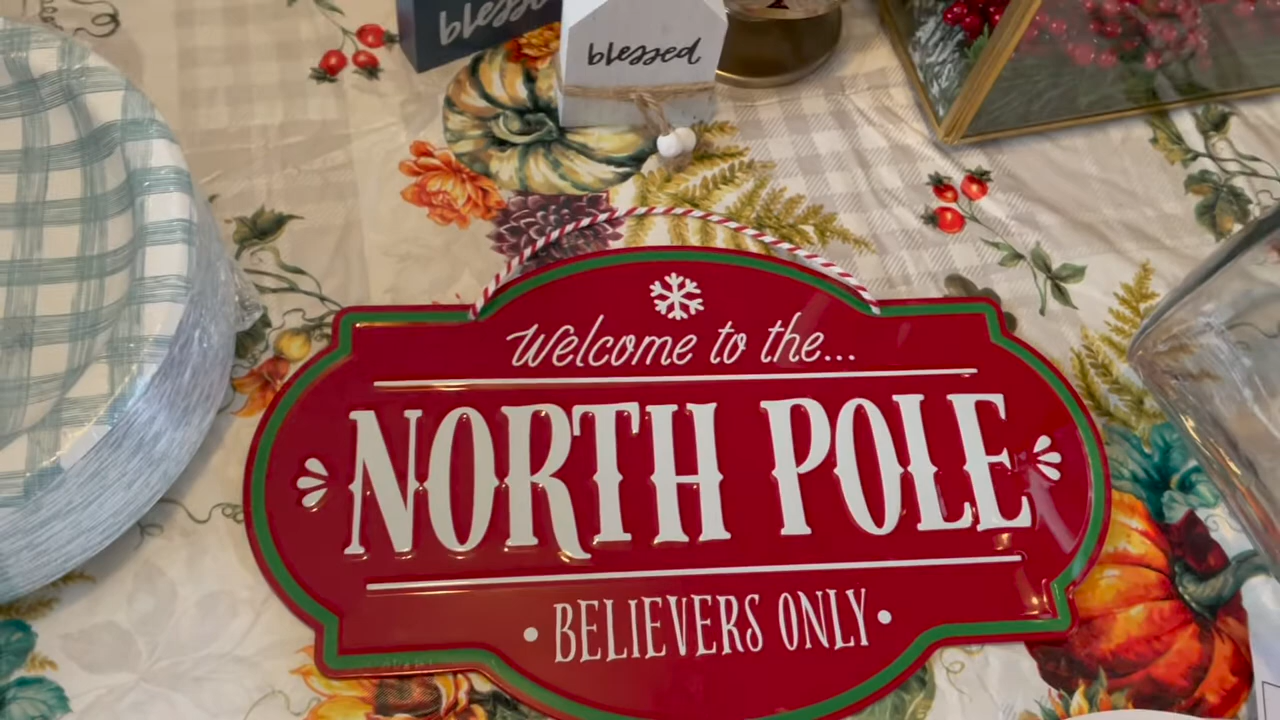 blessed
blessed
Welcome to the...
NORTH POLE
• BELIEVERS ONLY •